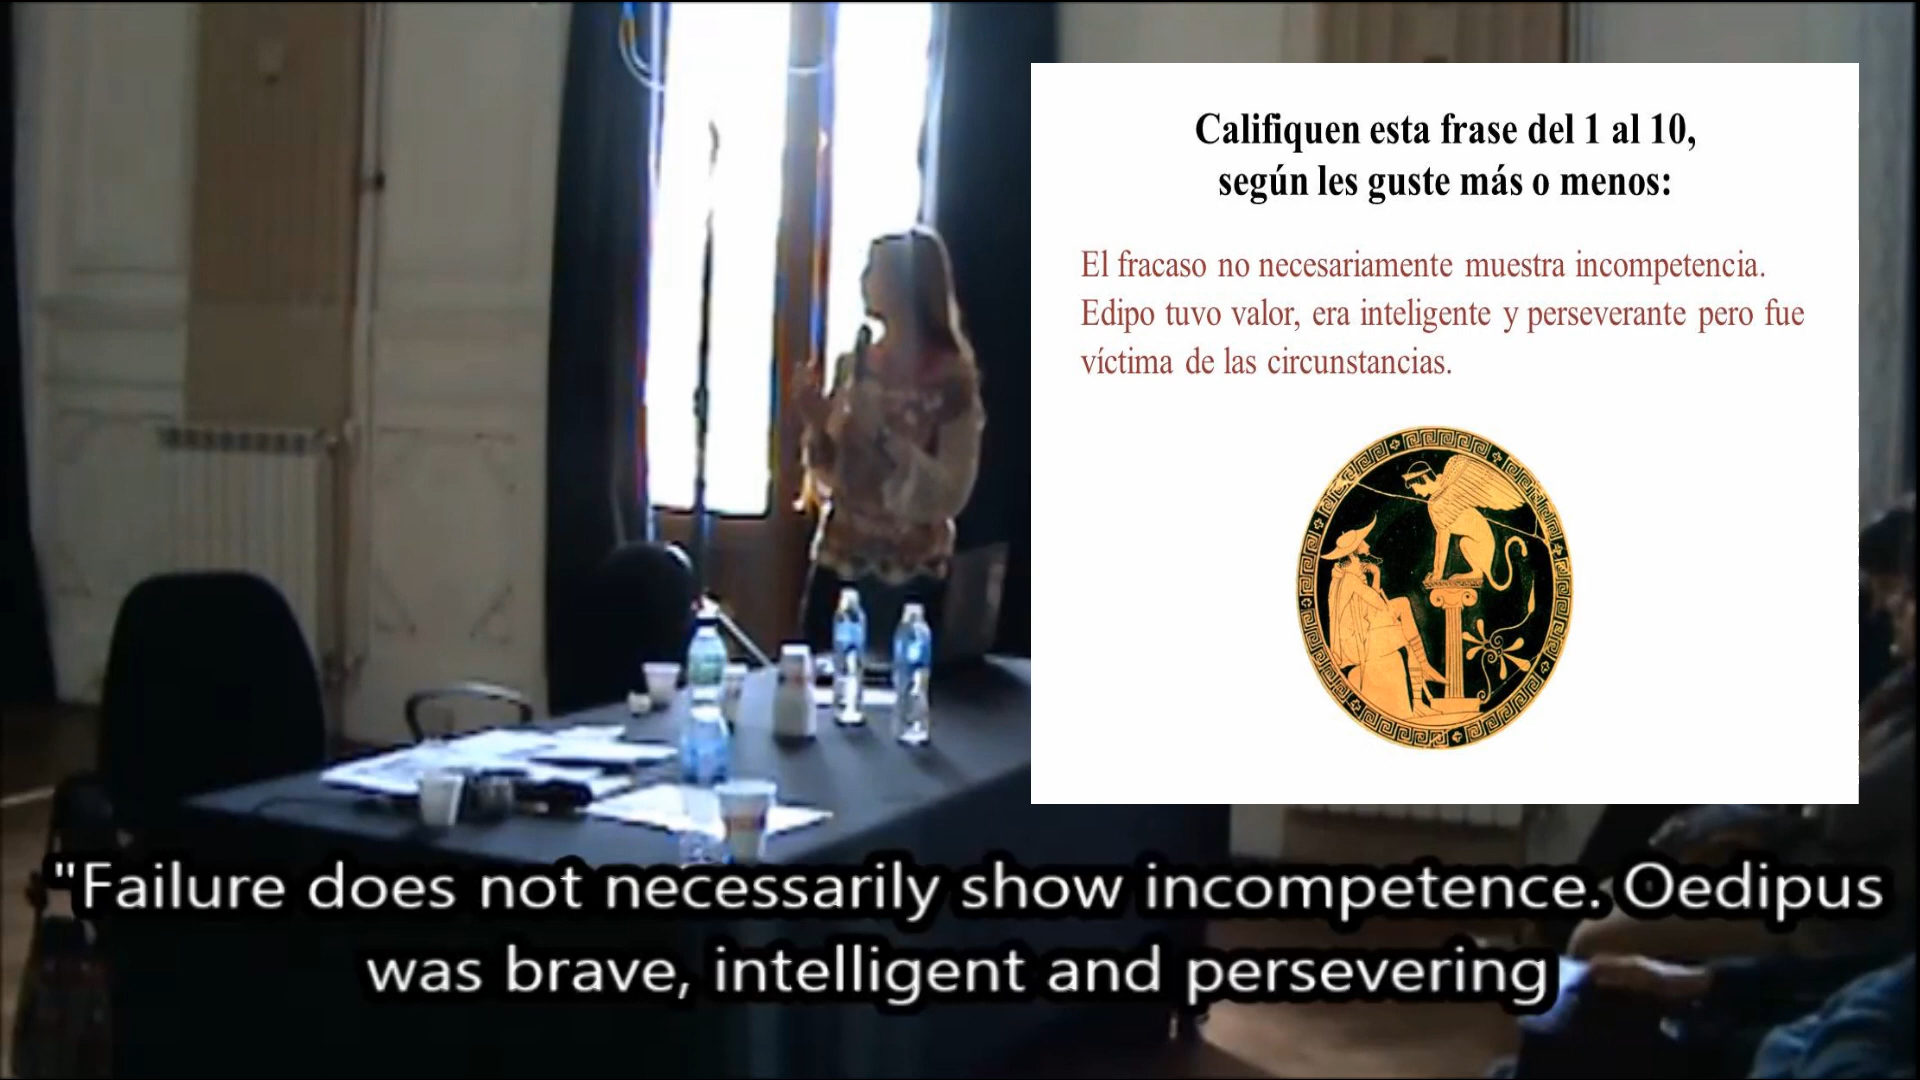 Califiquen esta frase del 1 al 10,
según les guste más o menos:
El fracaso no necesariamente muestra incompetencia.
Edipo tuvo valor, era inteligente y perseverante pero fue
víctima de las circunstancias.
"Failure does not necessarily show incompetence. Oedipus
was brave, intelligent and persevering